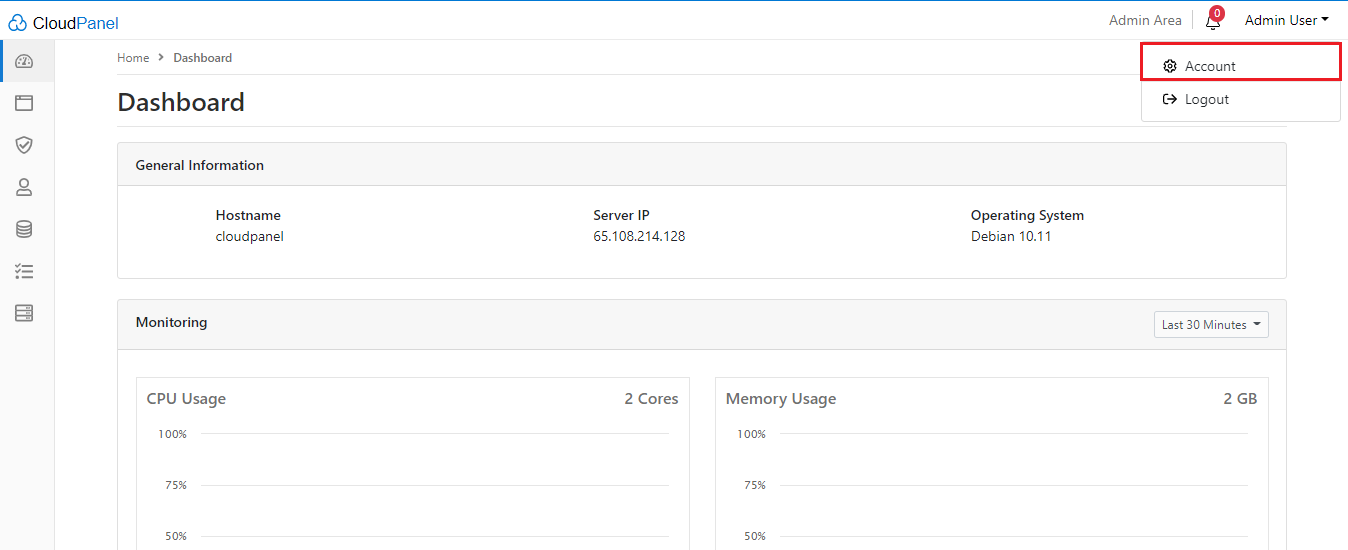 CloudPanel
Admin Area
0
Admin User
Account
Logout
Home > Dashboard
Dashboard
General Information
Hostname
cloudpanel
Server IP
65.108.214.128
Operating System
Debian 10.11
Monitoring
Last 30 Minutes
CPU Usage
2 Cores
100%
75%
50%
Memory Usage
2 GB
100%
75%
50%